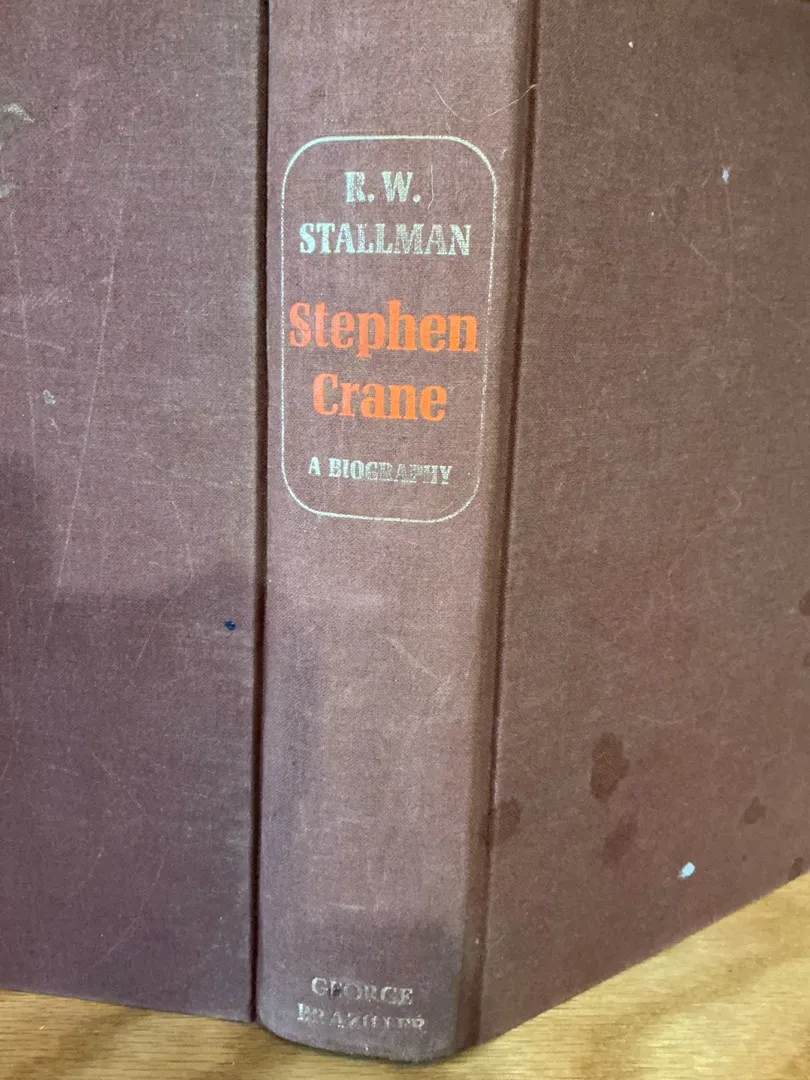 R. W.
STALLMAN
Stephen
Crane
A BIOGRAPHY
GEORGE
BRAZILLER